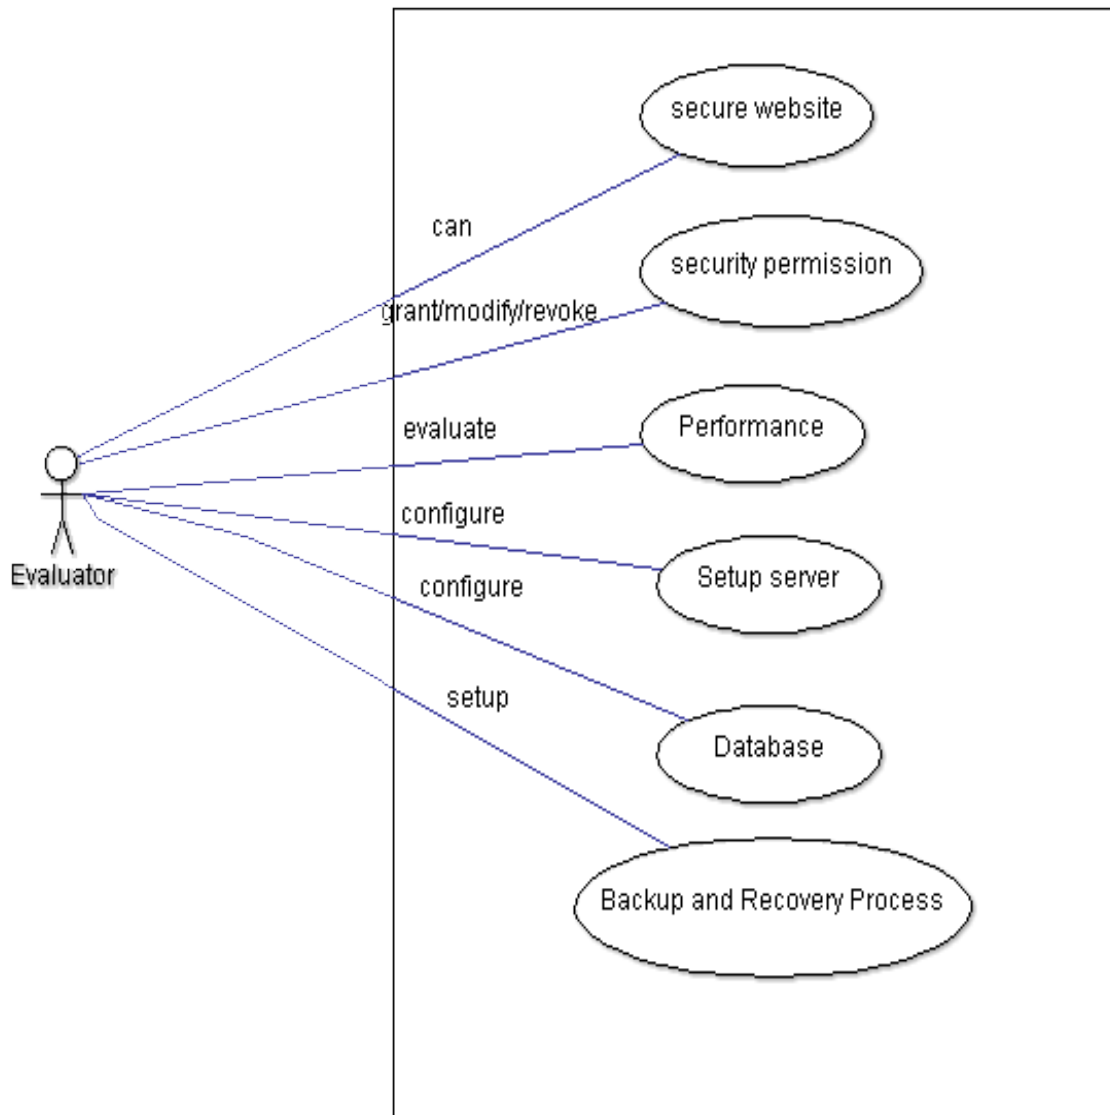 secure website
can
security permission
grant/modify/revoke
evaluate
Performance
configure
Setup server
Evaluator
configure
setup
Database
Backup and Recovery Process